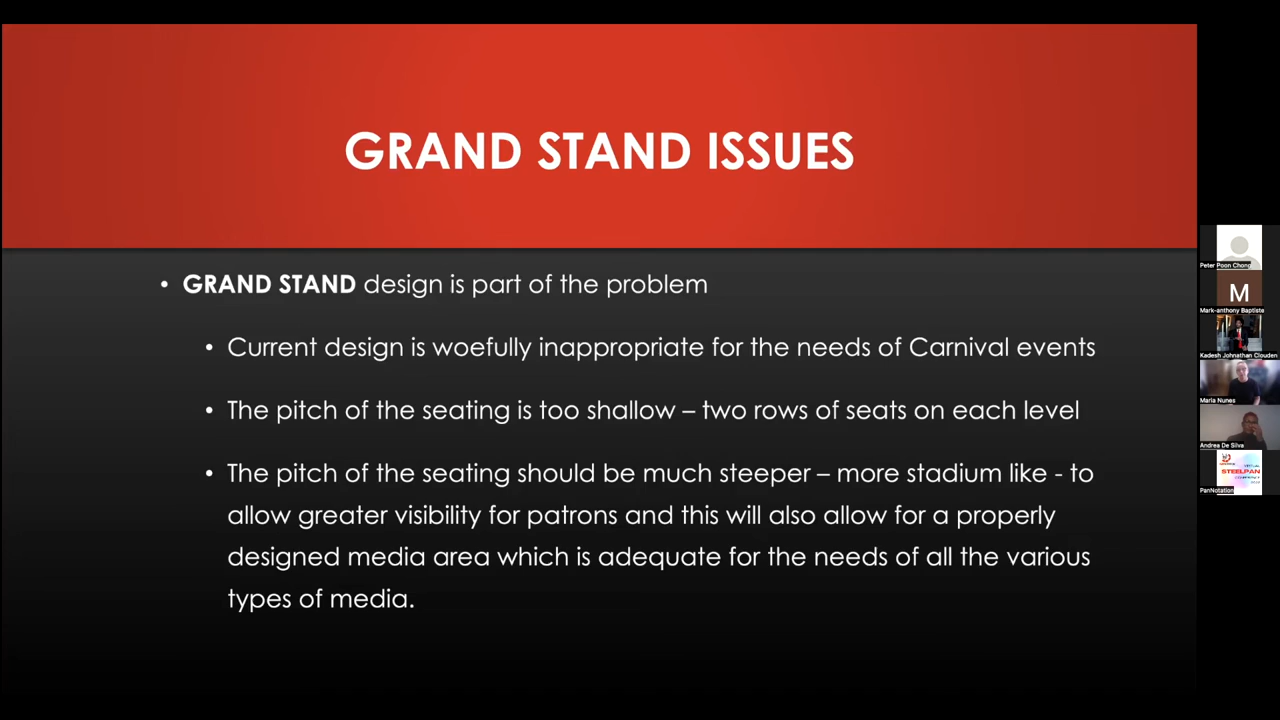 GRAND STAND ISSUES
• GRAND STAND design is part of the problem
• Current design is woefully inappropriate for the needs of Carnival events
• The pitch of the seating is too shallow – two rows of seats on each level
• The pitch of the seating should be much steeper – more stadium like - to
allow greater visibility for patrons and this will also allow for a properly
designed media area which is adequate for the needs of all the various
types of media.
Peter Poon Chong
M
Mark-anthony Baptiste
Kadesh Johnathan Clouden
Maria Nunes
Andrea De Silva
STEELPAN
PanNotation